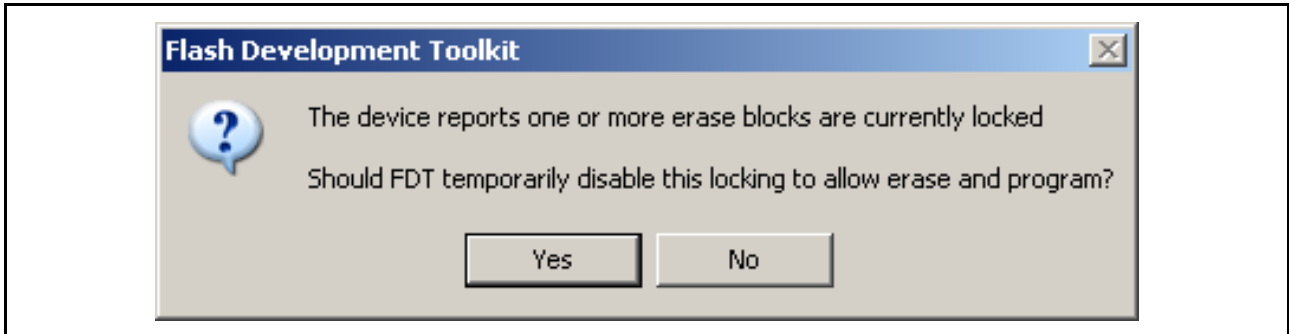 Flash Development Toolkit
The device reports one or more erase blocks are currently locked
Should FDT temporarily disable this locking to allow erase and program?
Yes No